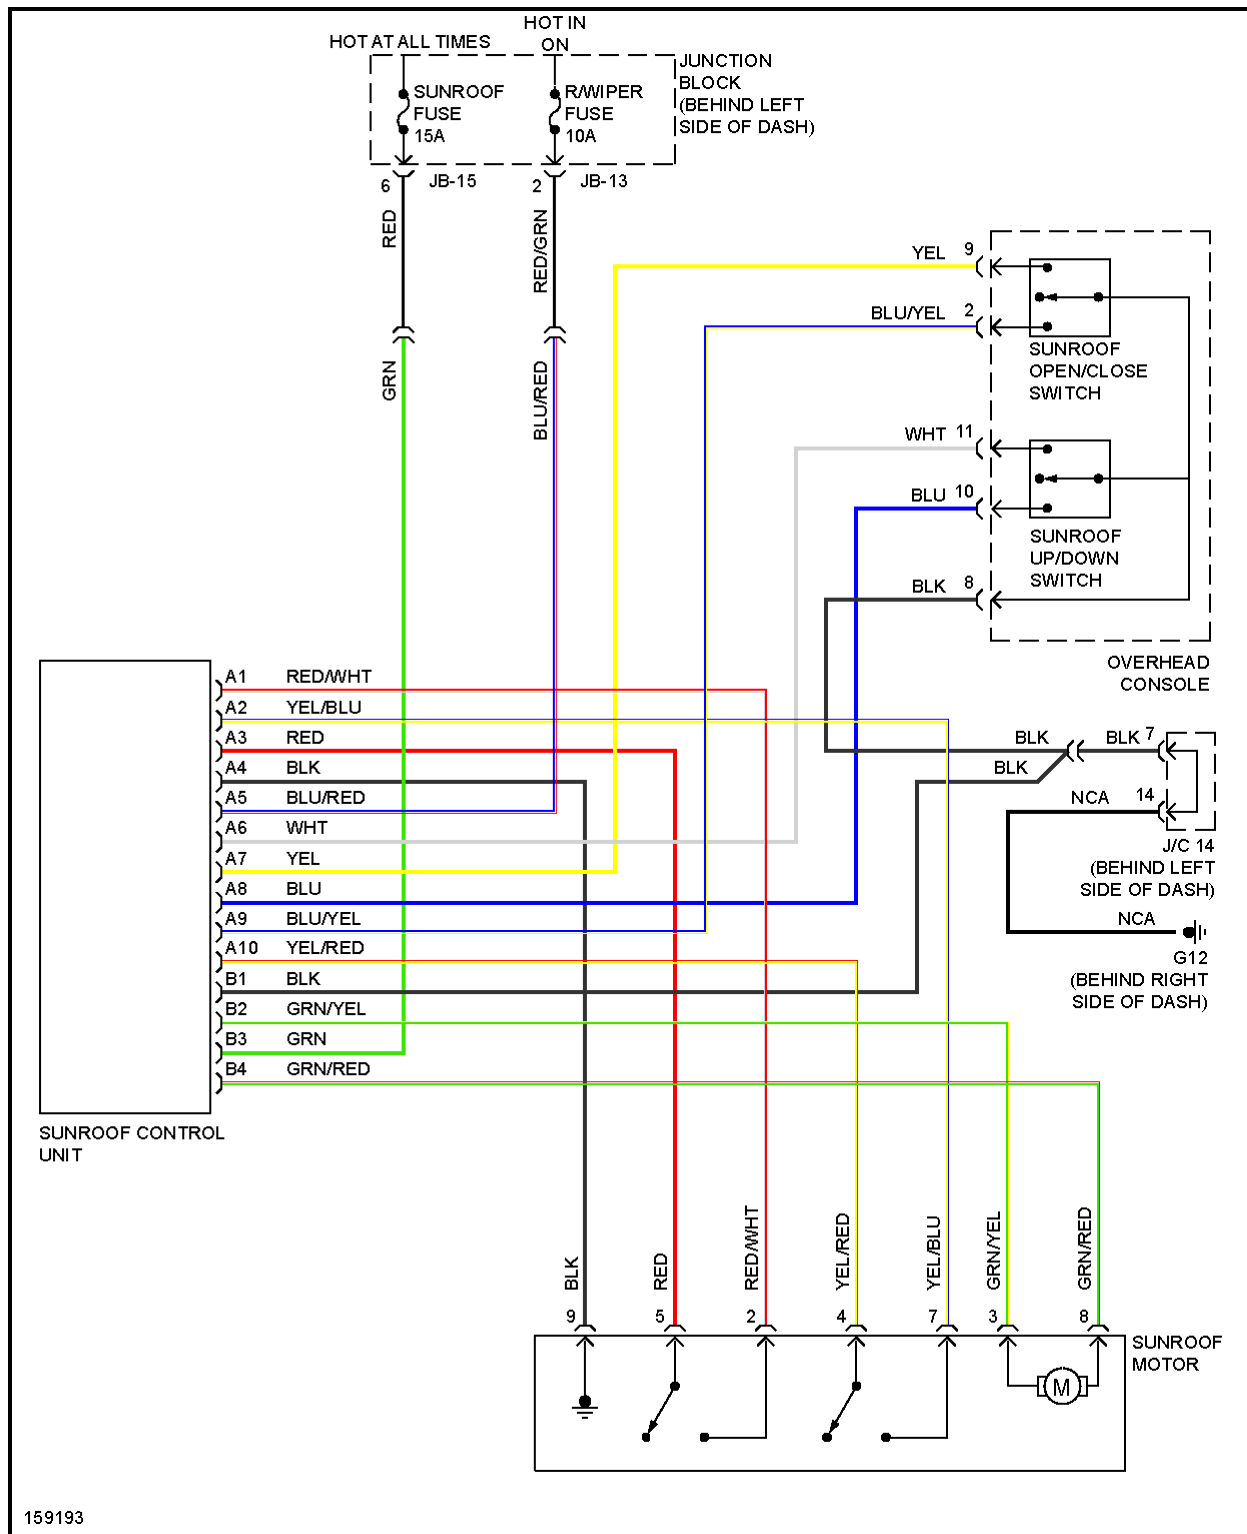 HOT AT ALL TIMES
HOT IN
ON
JUNCTION
BLOCK
(BEHIND LEFT
SIDE OF DASH)
SUNROOF
FUSE
15A
R/WIPER
FUSE
10A
6
JB-15
2
JB-13
RED
RED/GRN
GRN
BLU/RED
YEL
9
BLU/YEL
2
SUNROOF
OPEN/CLOSE
SWITCH
WHT
11
BLU
10
SUNROOF
UP/DOWN
SWITCH
BLK
8
OVERHEAD
CONSOLE
A1 RED/WHT
A2 YEL/BLU
A3 RED
A4 BLK
A5 BLU/RED
A6 WHT
A7 YEL
A8 BLU
A9 BLU/YEL
A10 YEL/RED
B1 BLK
B2 GRN/YEL
B3 GRN
B4 GRN/RED
SUNROOF CONTROL
UNIT
BLK
BLK 7
BLK
NCA
14
J/C 14
(BEHIND LEFT
SIDE OF DASH)
NCA
G12
(BEHIND RIGHT
SIDE OF DASH)
BLK
RED
RED/WHT
YEL/RED
YEL/BLU
GRN/YEL
GRN/RED
9
5
2
4
7
3
8
SUNROOF
MOTOR
M
159193